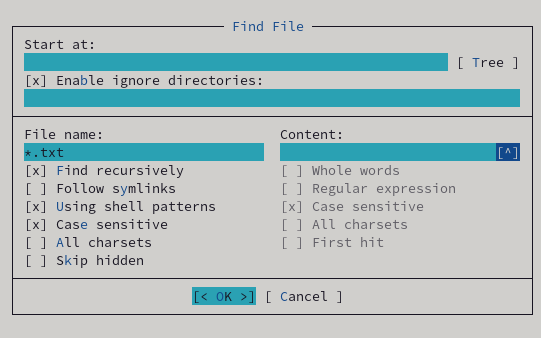 Find File
Start at:
[ Tree ]
[x] Enable ignore directories:
File name: Content:
*.txt [^]
[x] Find recursively [ ] Whole words
[ ] Follow symlinks [ ] Regular expression
[x] Using shell patterns [x] Case sensitive
[x] Case sensitive [ ] All charsets
[ ] All charsets [ ] First hit
[ ] Skip hidden
[< OK >] [ Cancel ]